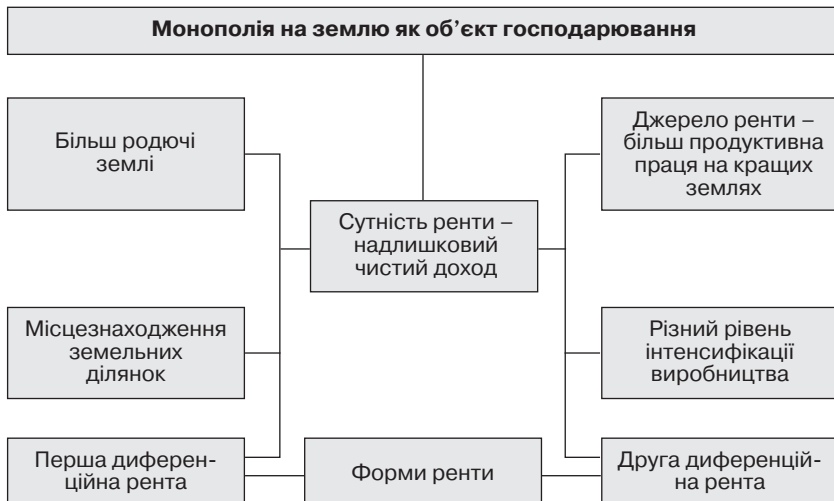 Монополія на землю як об’єкт господарювання
Більш родючі
землі
Джерело ренти –
більш продуктивна
праця на кращих
землях
Сутність ренти –
надлишковий
чистий доход
Місцезнаходження
земельних
ділянок
Різний рівень
інтенсифікації
виробництва
Перша диферен-
ційна рента
Форми ренти
Друга диференцій-
на рента